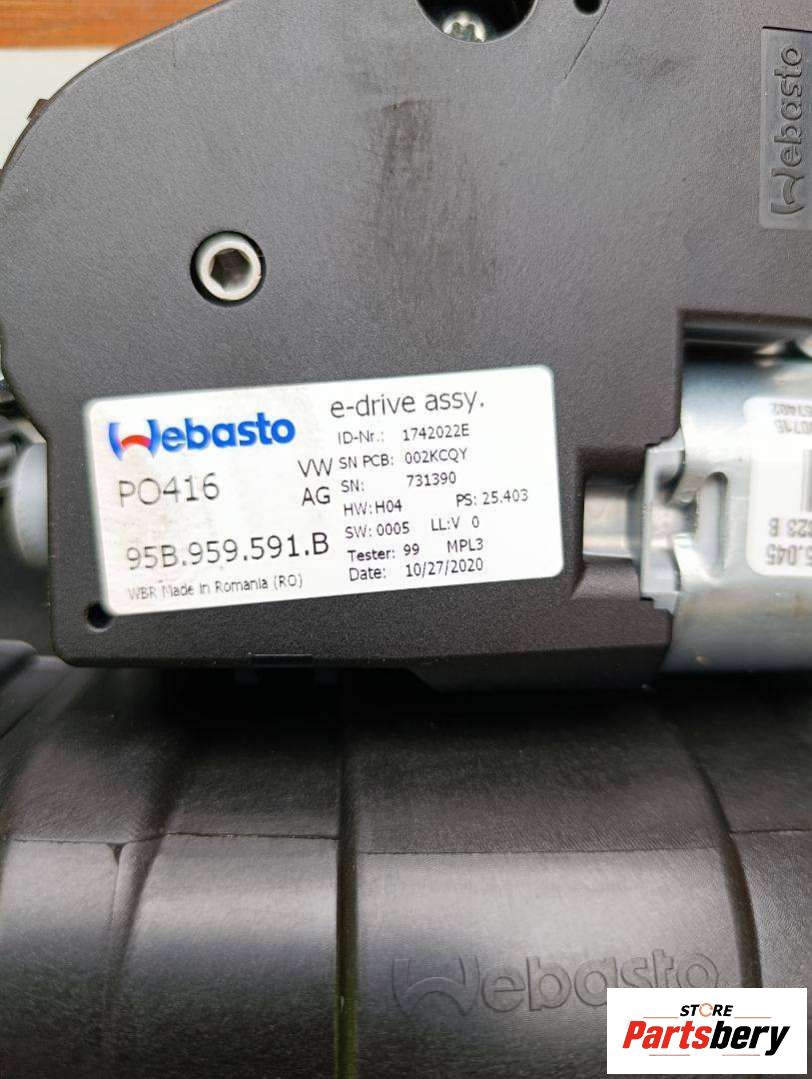 Webasto
Webasto
e-drive assy.
PO416
VW
AG
ID-Nr.: 1742022E
SN PCB: 002KCQY
SN: 731390
HW: H04 PS: 25.403
SW: 0005 LL:V 0
Tester: 99 MPL3
Date: 10/27/2020
95B.959.591.B
WBR Made in Romania (RO)
Webasto
STORE
Partsbery